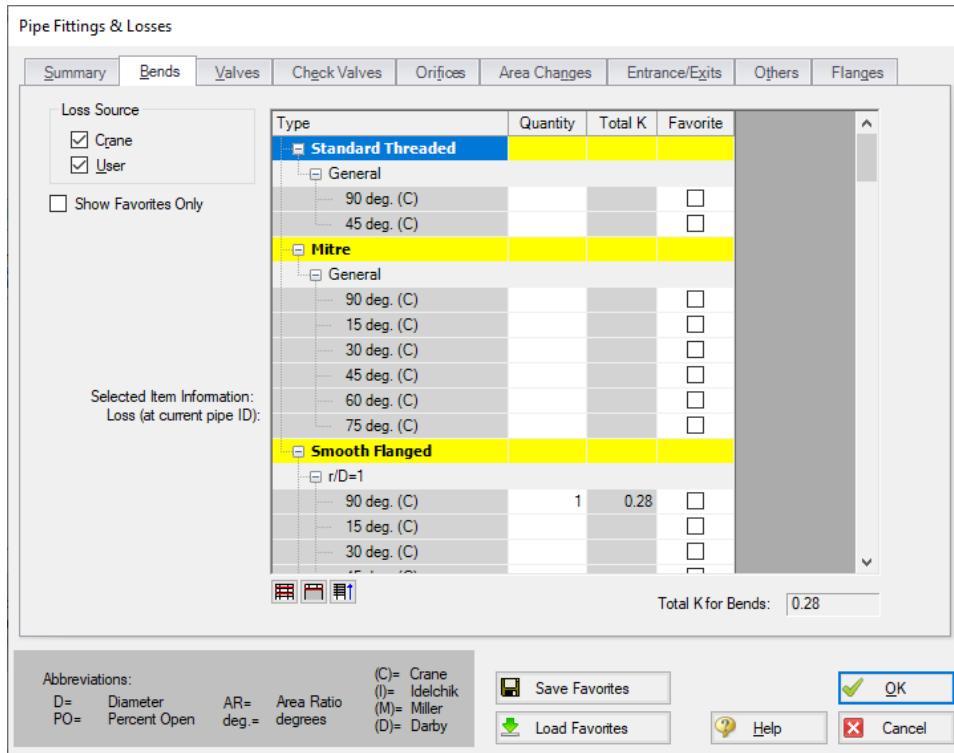 Pipe Fittings & Losses
Summary Bends Valves Check Valves Orifices Area Changes Entrance/Exits Others Flanges
Loss Source
Crane
User
Show Favorites Only
Selected Item Information:
Loss (at current pipe ID):
Type Quantity Total K Favorite
Standard Threaded
General
90 deg. (C)
45 deg. (C)
Mitre
General
90 deg. (C)
15 deg. (C)
30 deg. (C)
45 deg. (C)
60 deg. (C)
75 deg. (C)
Smooth Flanged
r/D=1
90 deg. (C) 1 0.28
15 deg. (C)
30 deg. (C)
Total K for Bends: 0.28
Abbreviations:
D= Diameter AR= Area Ratio
PO= Percent Open deg.= degrees
(C)= Crane
(I)= Idelchik
(M)= Miller
(D)= Darby
Save Favorites
Load Favorites
Help
OK
Cancel